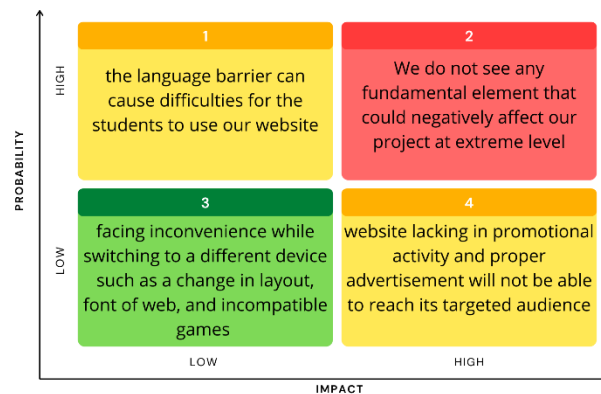 PROBABILITY
HIGH
LOW
1
the language barrier can
cause difficulties for the
students to use our website
2
We do not see any
fundamental element that
could negatively affect our
project at extreme level
3
facing inconvenience while
switching to a different device
such as a change in layout,
font of web, and incompatible
games
4
website lacking in promotional
activity and proper
advertisement will not be able
to reach its targeted audience
LOW
HIGH
IMPACT